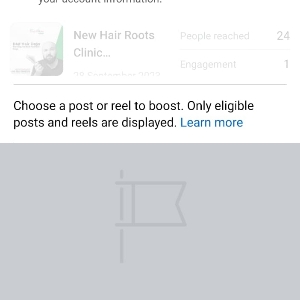 your account information.
New Hair Roots
Clinic...
People reached 24
Engagement 1
28 September 2023
Choose a post or reel to boost. Only eligible
posts and reels are displayed. Learn more